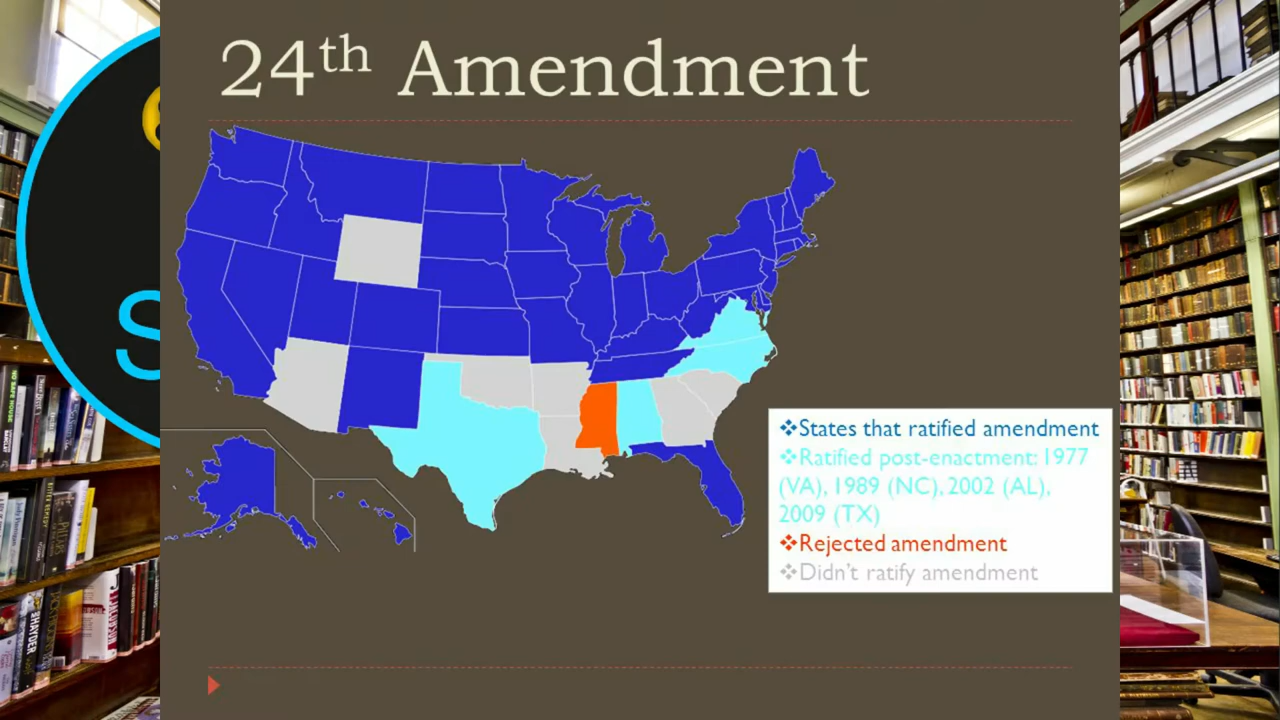 24th Amendment
❖States that ratified amendment
❖Ratified post-enactment: 1977
(VA), 1989 (NC), 2002 (AL),
2009 (TX)
❖Rejected amendment
❖Didn't ratify amendment